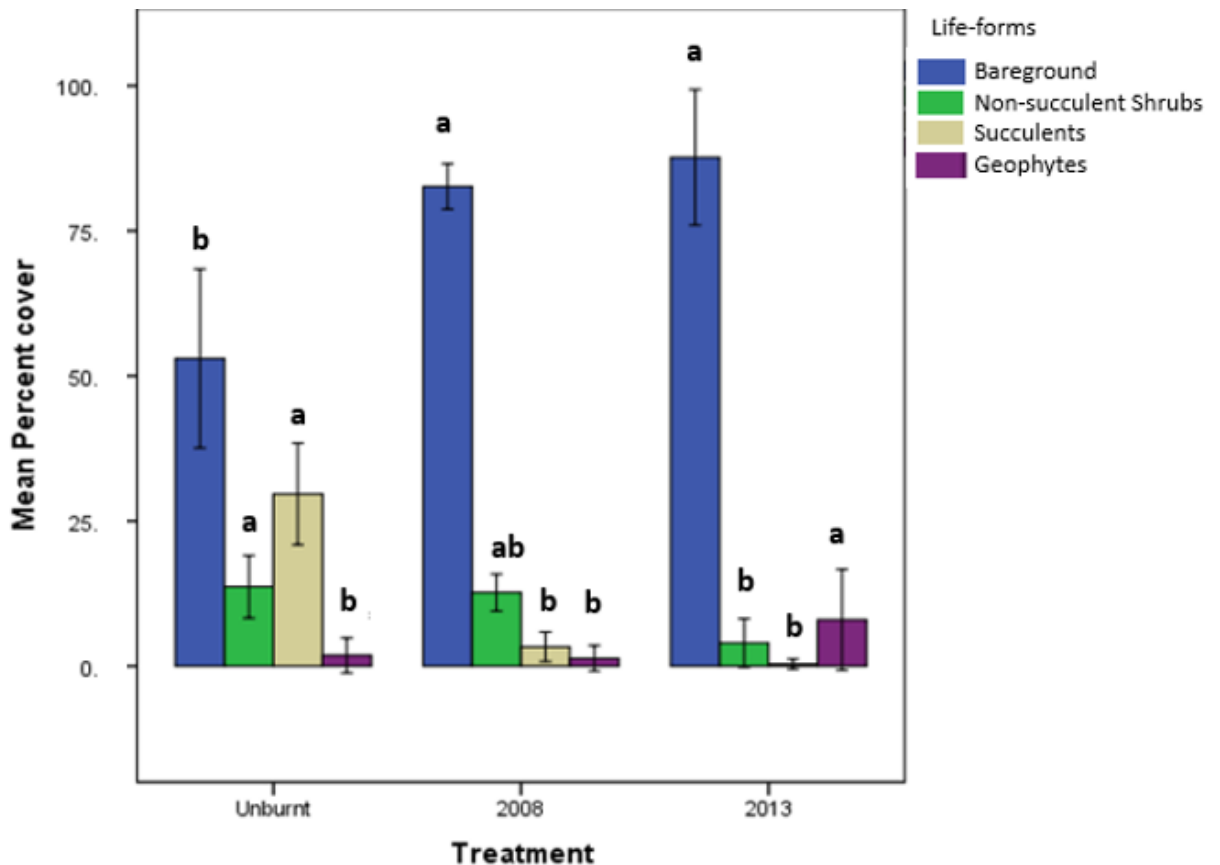 Life-forms
Bareground
Non-succulent Shrubs
Succulents
Geophytes
Mean Percent cover
100.
75.
50.
25.
0.
b
a
a
b
a
ab
b
b
a
b
b
a
Unburnt
2008
2013
Treatment